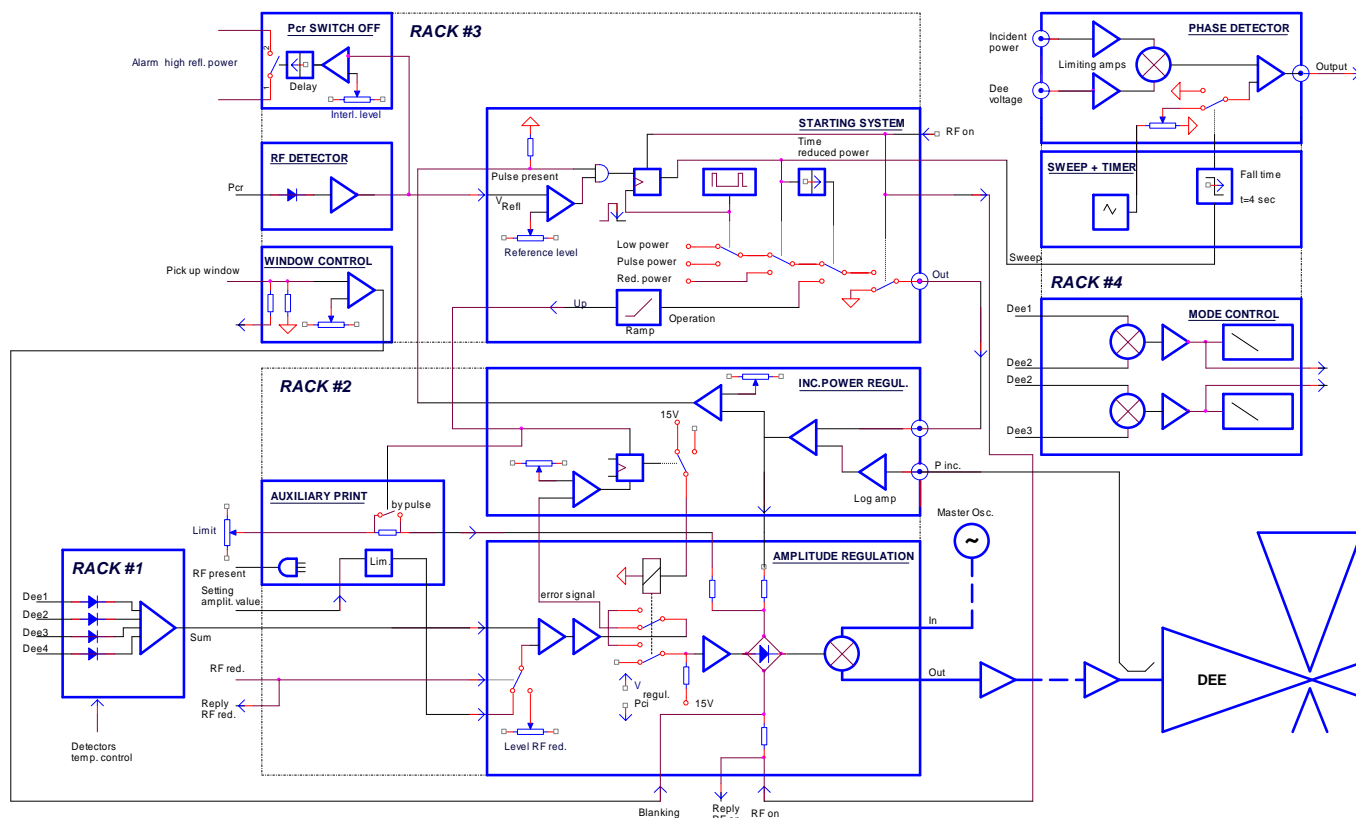 Pcr SWITCH OFF
RACK #3
Alarm high refl. power
2
1
Delay
Interl. level
PHASE DETECTOR
Incident
power
Limiting amps
Dee
voltage
Output
RF DETECTOR
Pcr
STARTING SYSTEM
RF on
Time
reduced power
Pulse present
VRefl
Reference level
Low power
Pulse power
Red. power
Out
Up
Ramp
Operation
SWEEP + TIMER
Fall time
t=4 sec
Sweep
WINDOW CONTROL
Pick up window
RACK #4
MODE CONTROL
Dee1
Dee2
Dee2
Dee3
RACK #2
INC.POWER REGUL.
15V
P inc.
Log amp
AUXILIARY PRINT
by pulse
Limit
Lim.
RF present
Setting
amplit. value
Master Osc.
~
AMPLITUDE REGULATION
error signal
In
Out
V
regul.
Pci
15V
Level RF red.
RACK #1
Dee1
Dee2
Dee3
Dee4
Sum
RF red.
Reply
RF red.
Detectors
temp. control
DEE
Blanking
Reply
RF on
RF on